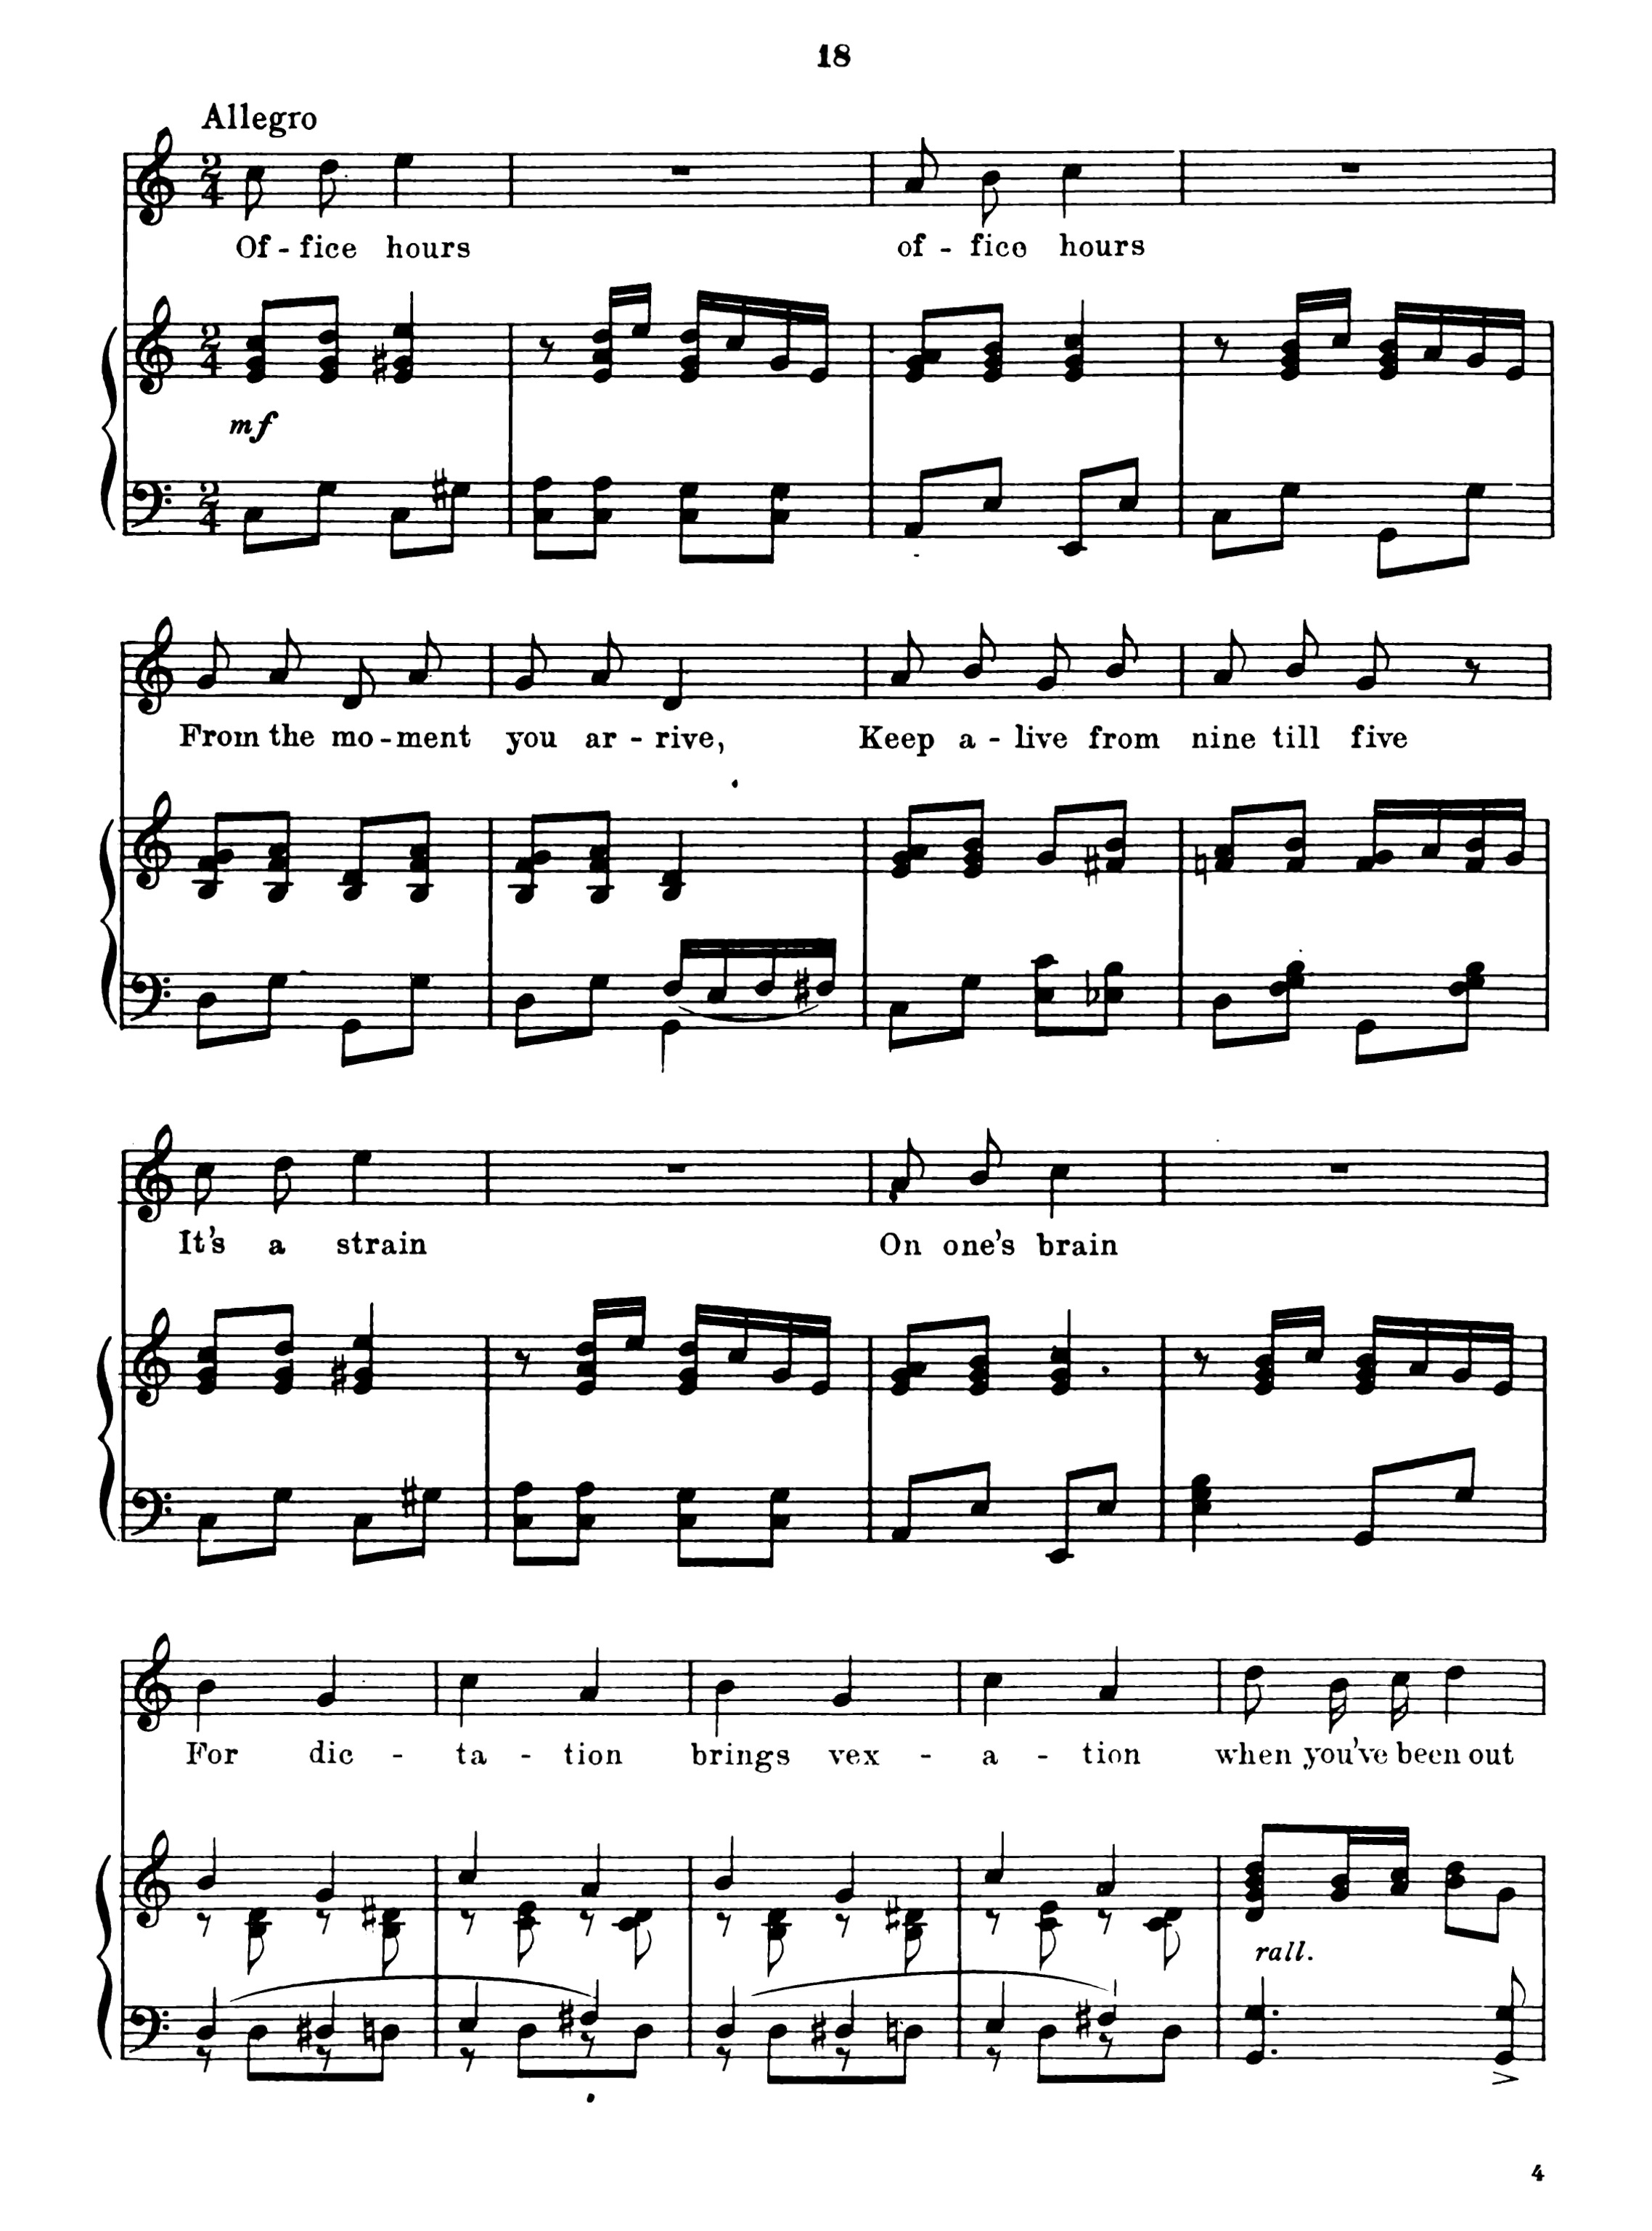 18
Allegro
Of-fice hours of-fice hours
mf
From the mo-ment you ar-rive, Keep a-live from nine till five
It's a strain On one's brain
For dic-ta-tion brings vex-a-tion when you've been out
rall.
4